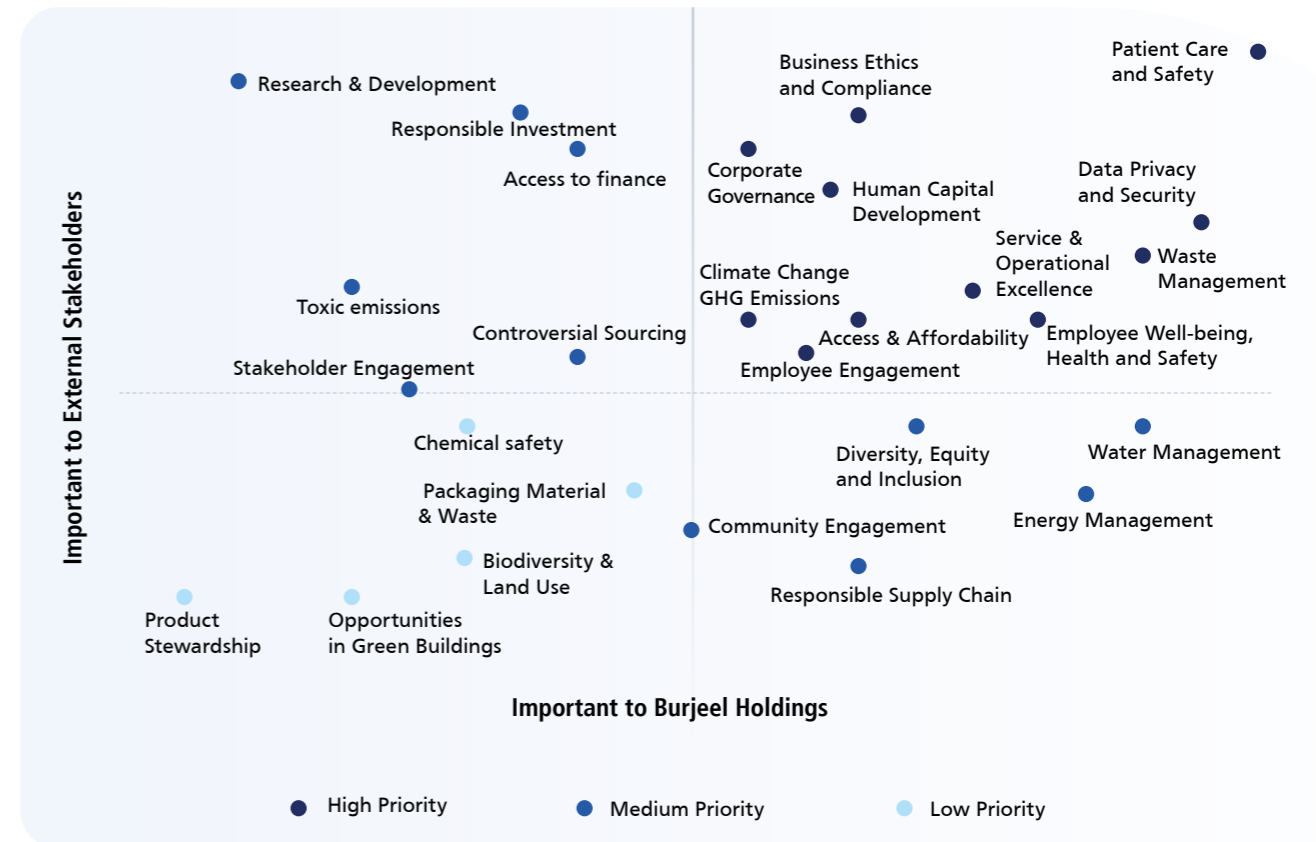 Important to External Stakeholders
Research & Development
Responsible Investment
Access to finance
Toxic emissions
Controversial Sourcing
Stakeholder Engagement
Business Ethics
and Compliance
Patient Care
and Safety
Corporate
Governance
Human Capital
Development
Data Privacy
and Security
Service &
Operational
Excellence
Waste
Management
Climate Change
GHG Emissions
Access & Affordability
Employee Well-being,
Health and Safety
Employee Engagement
Chemical safety
Packaging Material
& Waste
Biodiversity &
Land Use
Product
Stewardship
Opportunities
in Green Buildings
Diversity, Equity
and Inclusion
Water Management
Energy Management
Community Engagement
Responsible Supply Chain
Important to Burjeel Holdings
High Priority
Medium Priority
Low Priority